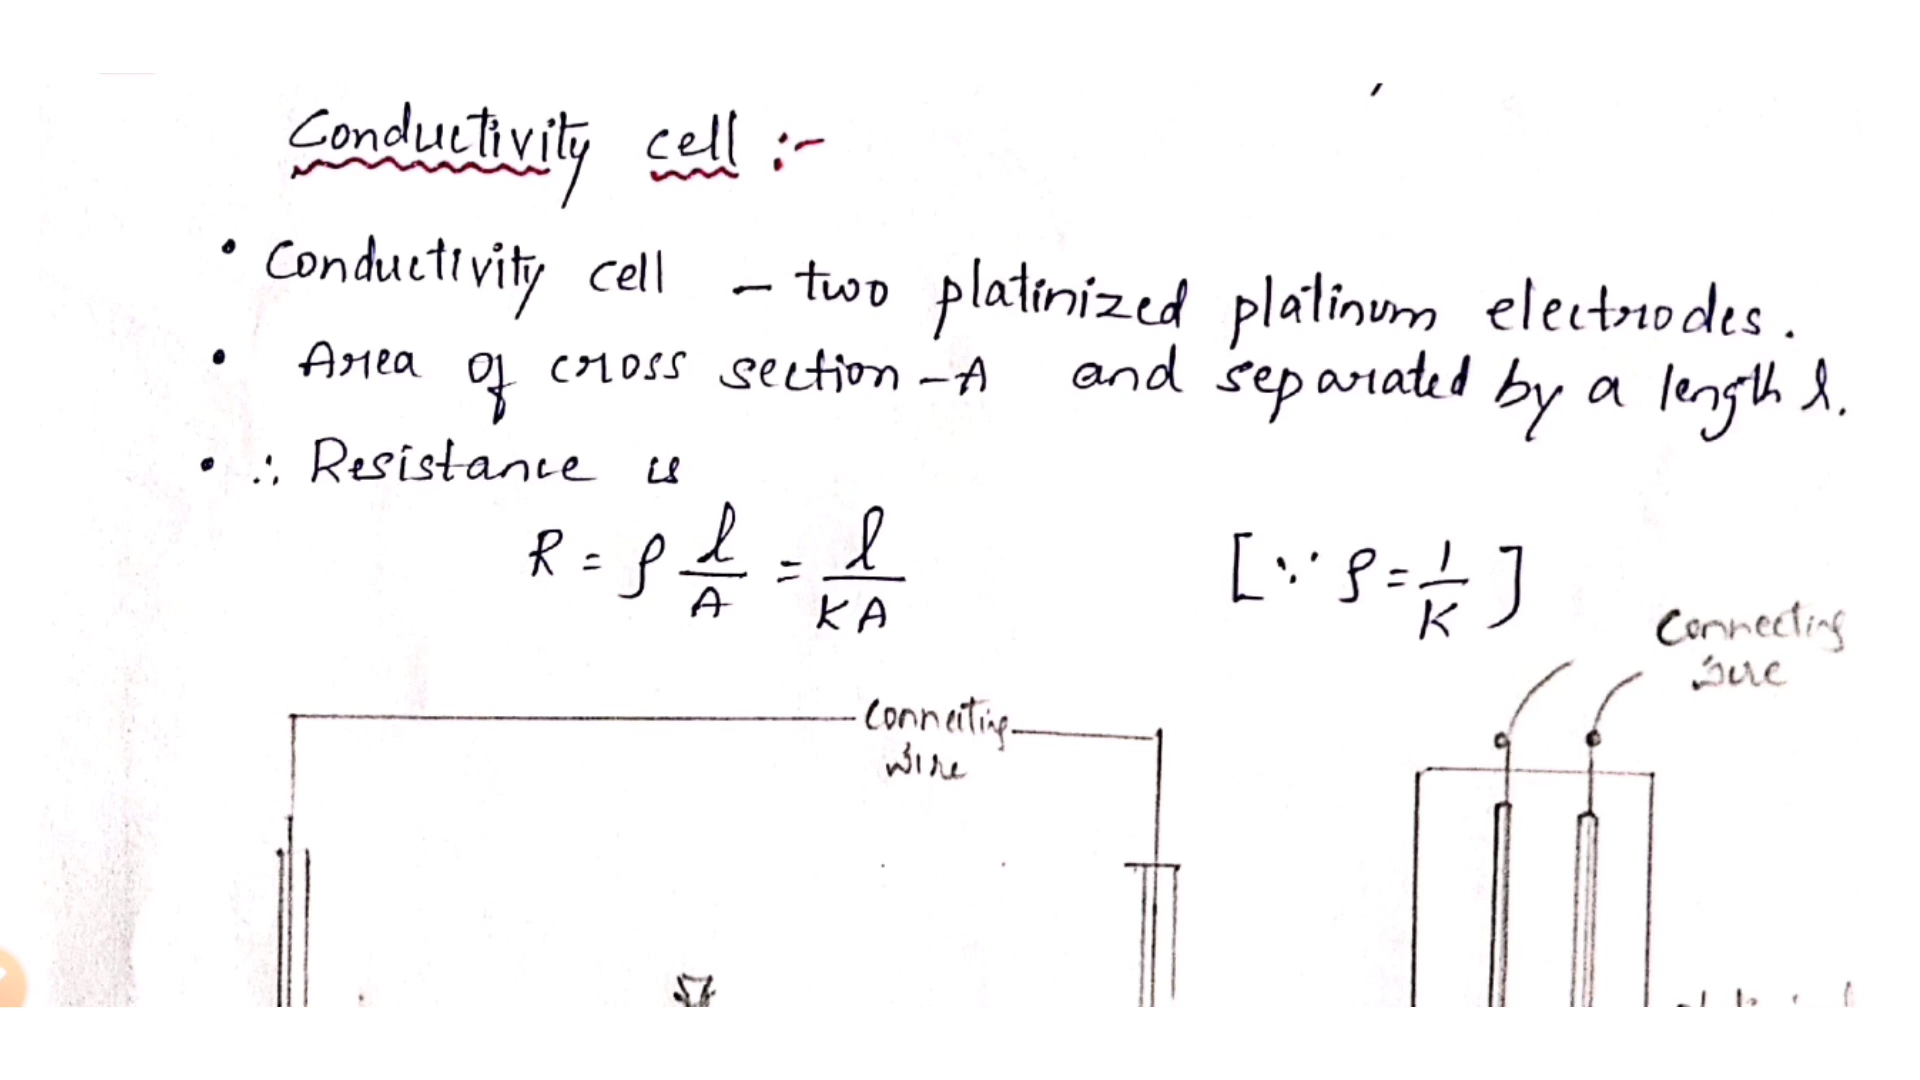 Conductivity cell :-
• Conductivity cell – two platinized platinum electrodes.
• Area of cross section – A and separated by a length l.
• ∴ Resistance is
R = ρ l/A = l/KA [∵ ρ = 1/K]
Connecting
wire
Connecting
wire